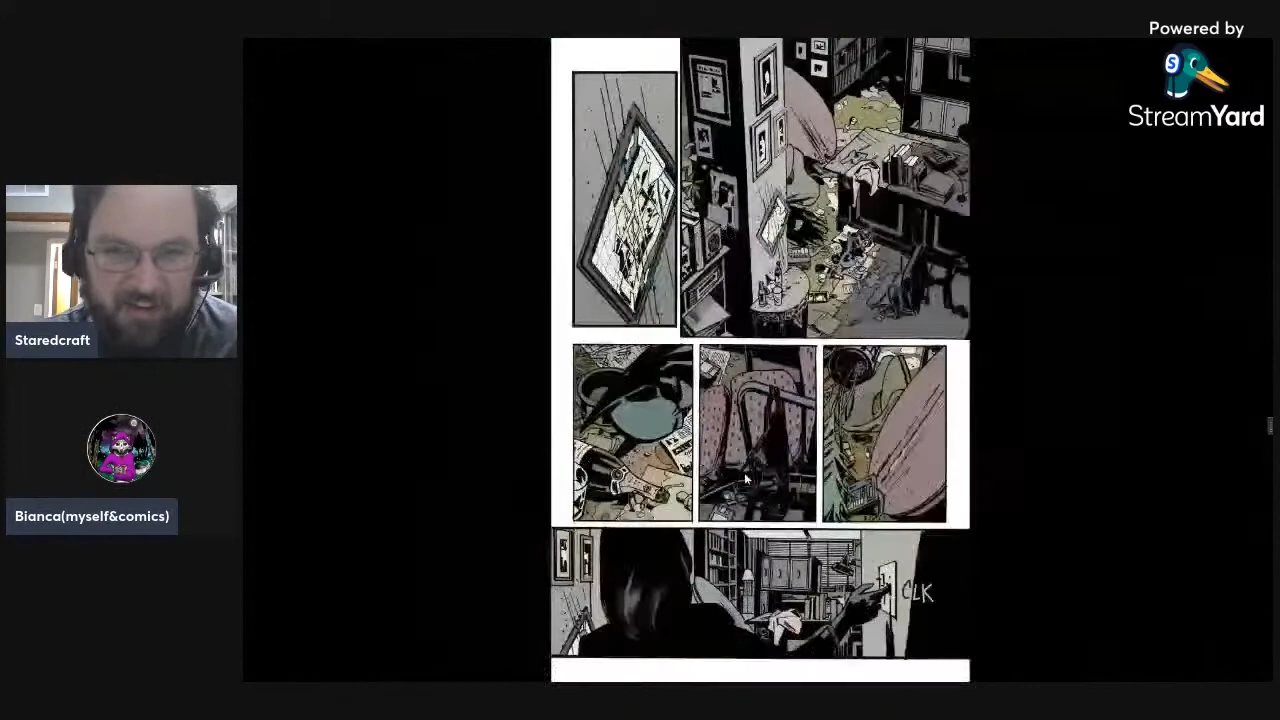 Powered by
StreamYard
Staredcraft
Bianca(myself&comics)
CLK